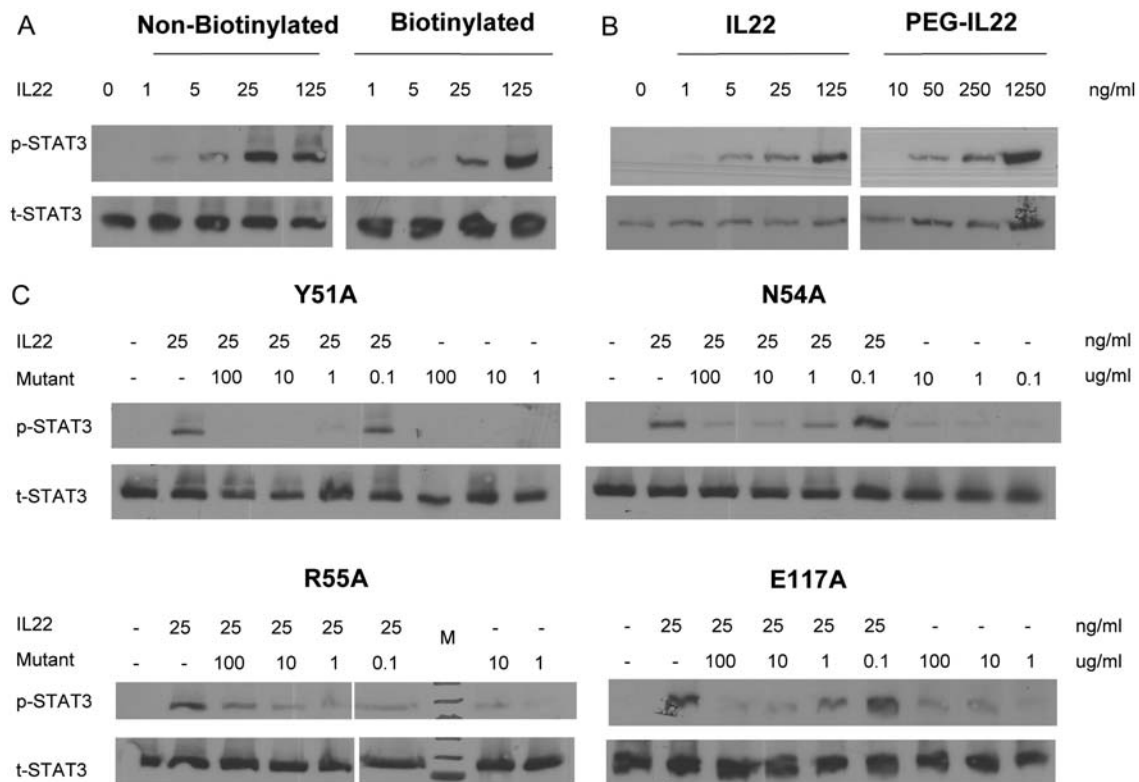 A Non-Biotinylated Biotinylated B IL22 PEG-IL22
IL22 0 1 5 25 125 1 5 25 125 0 1 5 25 125 10 50 250 1250 ng/ml
p-STAT3
t-STAT3
C Y51A N54A
IL22 - 25 25 25 25 25 - - - - 25 25 25 25 25 - - - ng/ml
Mutant - - 100 10 1 0.1 100 10 1 - - 100 10 1 0.1 10 1 0.1 ug/ml
p-STAT3
t-STAT3
R55A E117A
IL22 - 25 25 25 25 25 M - - - 25 25 25 25 25 - - - ng/ml
Mutant - - 100 10 1 0.1 10 1 - - 100 10 1 0.1 100 10 1 ug/ml
p-STAT3
t-STAT3